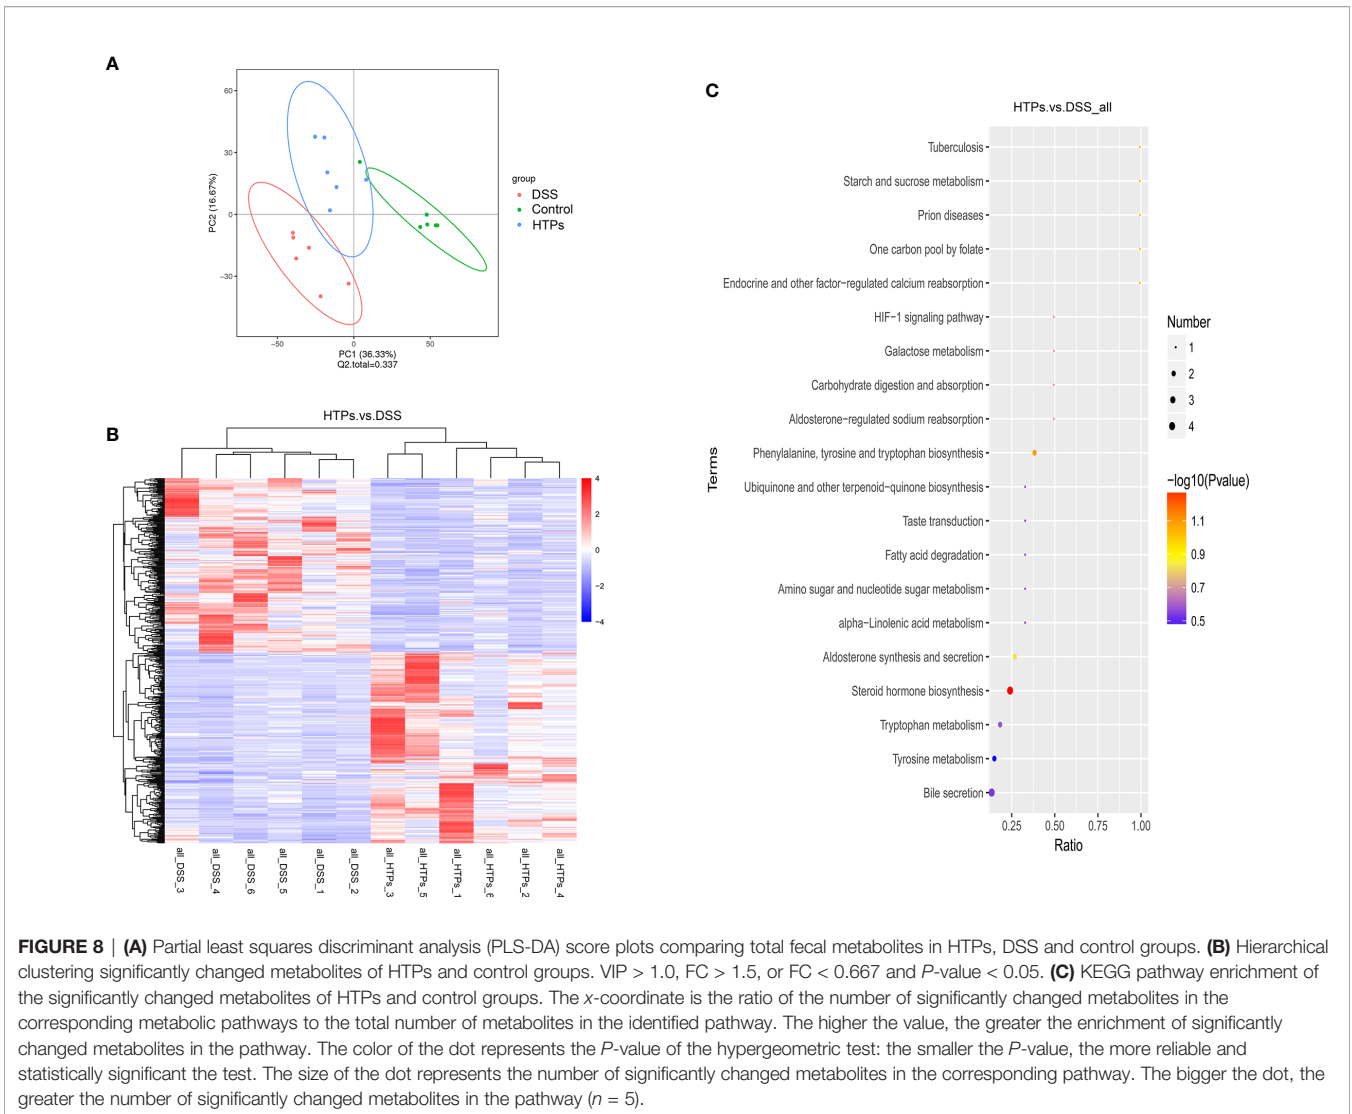 A
60
30
0
−30
PC2 (16.67%)
−50
0
50
PC1 (36.33%)
Q2.total=0.337
group
DSS
Control
HTPs
B
HTPs.vs.DSS
4
2
0
−2
−4
all_DSS_3
all_DSS_4
all_DSS_6
all_DSS_5
all_DSS_1
all_DSS_2
all_HTPs_3
all_HTPs_5
all_HTPs_1
all_HTPs_6
all_HTPs_2
all_HTPs_4
C
HTPs.vs.DSS_all
Terms
Tuberculosis
Starch and sucrose metabolism
Prion diseases
One carbon pool by folate
Endocrine and other factor−regulated calcium reabsorption
HIF−1 signaling pathway
Galactose metabolism
Carbohydrate digestion and absorption
Aldosterone−regulated sodium reabsorption
Phenylalanine, tyrosine and tryptophan biosynthesis
Ubiquinone and other terpenoid−quinone biosynthesis
Taste transduction
Fatty acid degradation
Amino sugar and nucleotide sugar metabolism
alpha−Linolenic acid metabolism
Aldosterone synthesis and secretion
Steroid hormone biosynthesis
Tryptophan metabolism
Tyrosine metabolism
Bile secretion
0.25
0.50
0.75
1.00
Ratio
Number
1
2
3
4
−log10(Pvalue)
1.1
0.9
0.7
0.5
FIGURE 8 | (A) Partial least squares discriminant analysis (PLS-DA) score plots comparing total fecal metabolites in HTPs, DSS and control groups. (B) Hierarchical
clustering significantly changed metabolites of HTPs and control groups. VIP > 1.0, FC > 1.5, or FC < 0.667 and P-value < 0.05. (C) KEGG pathway enrichment of
the significantly changed metabolites of HTPs and control groups. The x-coordinate is the ratio of the number of significantly changed metabolites in the
corresponding metabolic pathways to the total number of metabolites in the identified pathway. The higher the value, the greater the enrichment of significantly
changed metabolites in the pathway. The color of the dot represents the P-value of the hypergeometric test: the smaller the P-value, the more reliable and
statistically significant the test. The size of the dot represents the number of significantly changed metabolites in the corresponding pathway. The bigger the dot, the
greater the number of significantly changed metabolites in the pathway (n = 5).